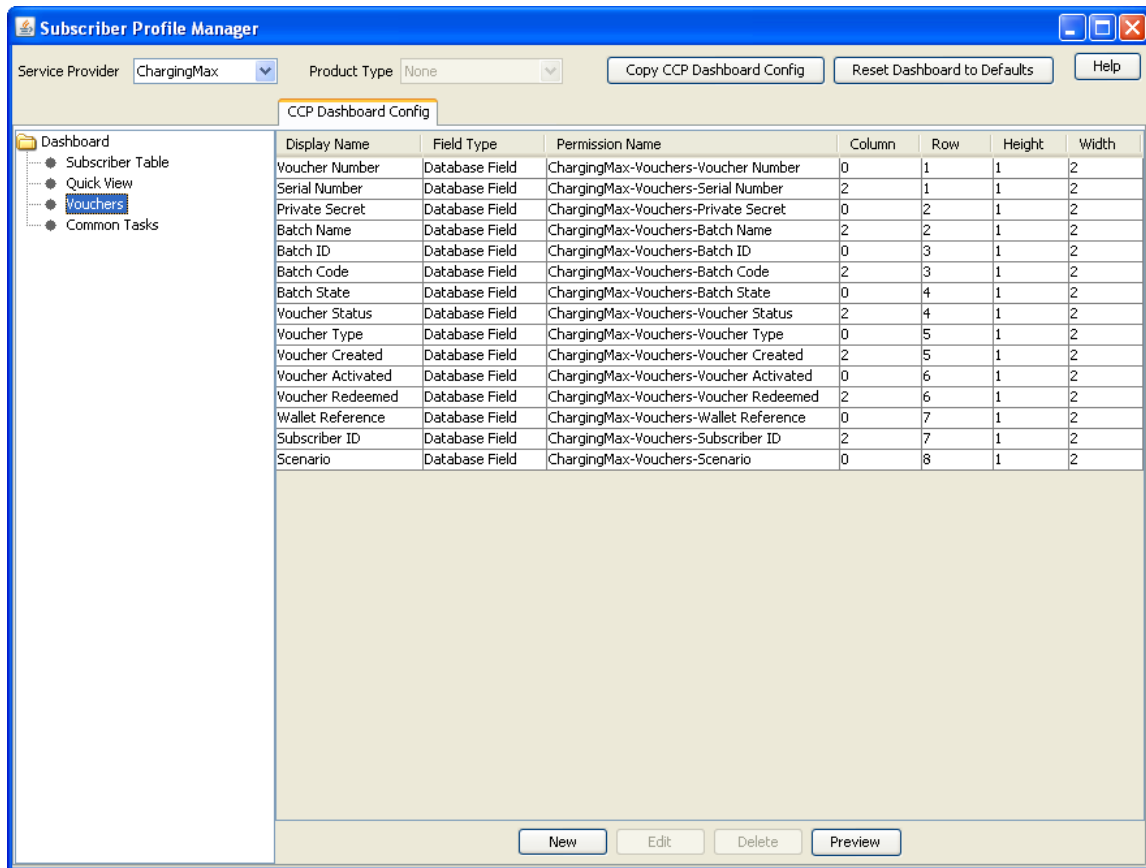 Subscriber Profile Manager
Service Provider ChargingMax Product Type None Copy CCP Dashboard Config Reset Dashboard to Defaults Help
CCP Dashboard Config
Dashboard
Subscriber Table
Quick View
Vouchers
Common Tasks
Display Name Field Type Permission Name Column Row Height Width
Voucher Number Database Field ChargingMax-Vouchers-Voucher Number 0 1 1 2
Serial Number Database Field ChargingMax-Vouchers-Serial Number 2 1 1 2
Private Secret Database Field ChargingMax-Vouchers-Private Secret 0 2 1 2
Batch Name Database Field ChargingMax-Vouchers-Batch Name 2 2 1 2
Batch ID Database Field ChargingMax-Vouchers-Batch ID 0 3 1 2
Batch Code Database Field ChargingMax-Vouchers-Batch Code 2 3 1 2
Batch State Database Field ChargingMax-Vouchers-Batch State 0 4 1 2
Voucher Status Database Field ChargingMax-Vouchers-Voucher Status 2 4 1 2
Voucher Type Database Field ChargingMax-Vouchers-Voucher Type 0 5 1 2
Voucher Created Database Field ChargingMax-Vouchers-Voucher Created 2 5 1 2
Voucher Activated Database Field ChargingMax-Vouchers-Voucher Activated 0 6 1 2
Voucher Redeemed Database Field ChargingMax-Vouchers-Voucher Redeemed 2 6 1 2
Wallet Reference Database Field ChargingMax-Vouchers-Wallet Reference 0 7 1 2
Subscriber ID Database Field ChargingMax-Vouchers-Subscriber ID 2 7 1 2
Scenario Database Field ChargingMax-Vouchers-Scenario 0 8 1 2
New Edit Delete Preview